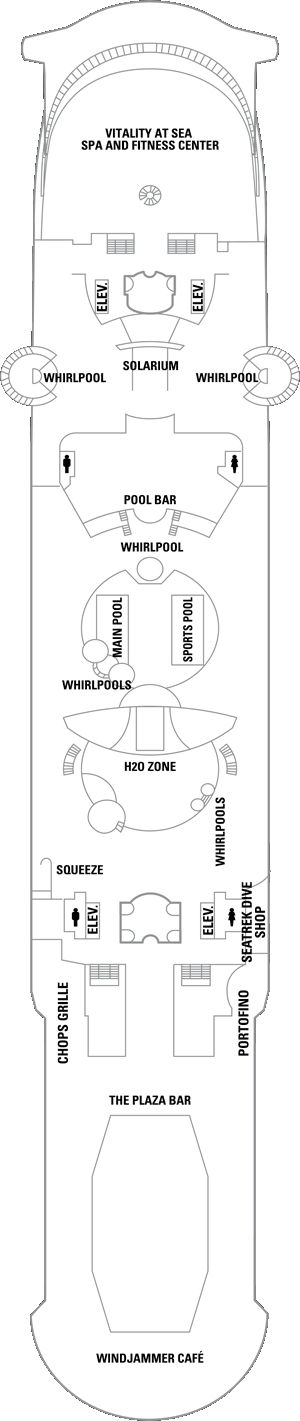 VITALITY AT SEA
SPA AND FITNESS CENTER
ELEV.
ELEV.
SOLARIUM
WHIRLPOOL
WHIRLPOOL
POOL BAR
WHIRLPOOL
MAIN POOL
SPORTS POOL
WHIRLPOOLS
H2O ZONE
WHIRLPOOLS
SQUEEZE
ELEV.
ELEV.
SEATREK DIVE
SHOP
CHOPS GRILLE
PORTOFINO
THE PLAZA BAR
WINDJAMMER CAFÉ